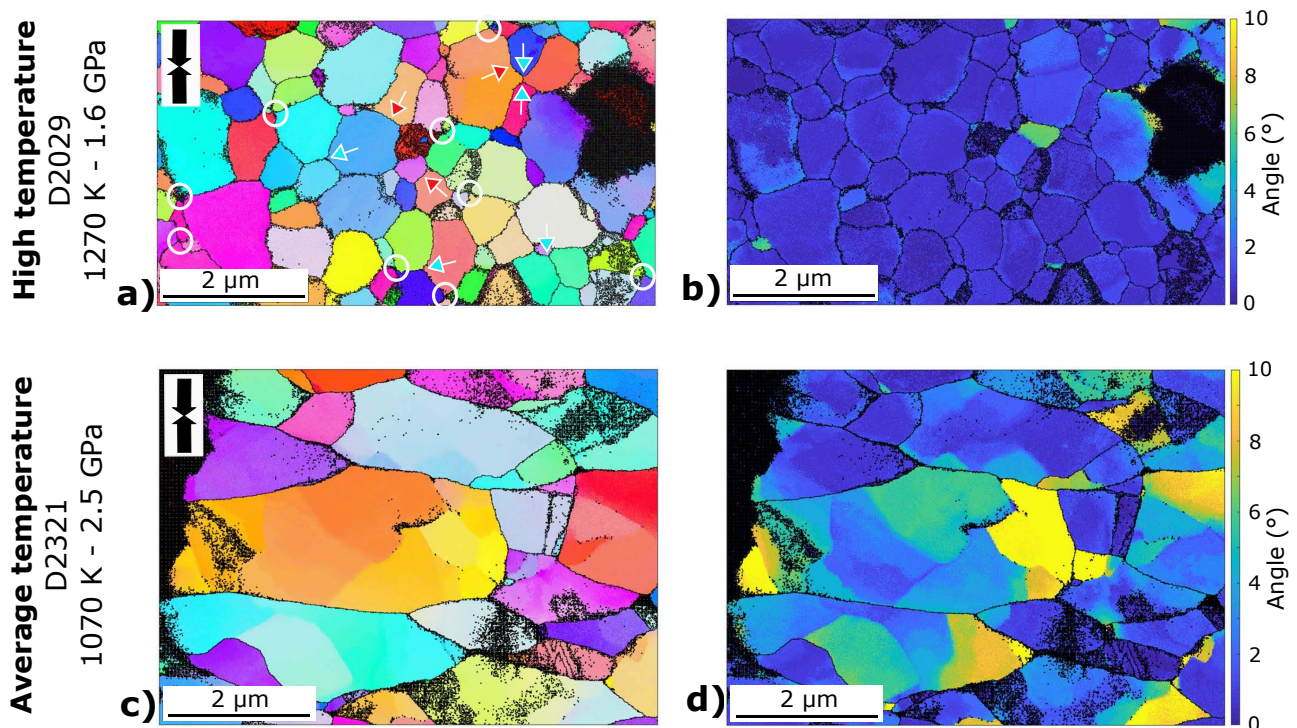 High temperature
D2029
1270 K - 1.6 GPa
a)
2 µm
b)
2 µm
10
8
6
4
2
0
Angle (°)
Average temperature
D2321
1070 K - 2.5 GPa
c)
2 µm
d)
2 µm
10
8
6
4
2
0
Angle (°)